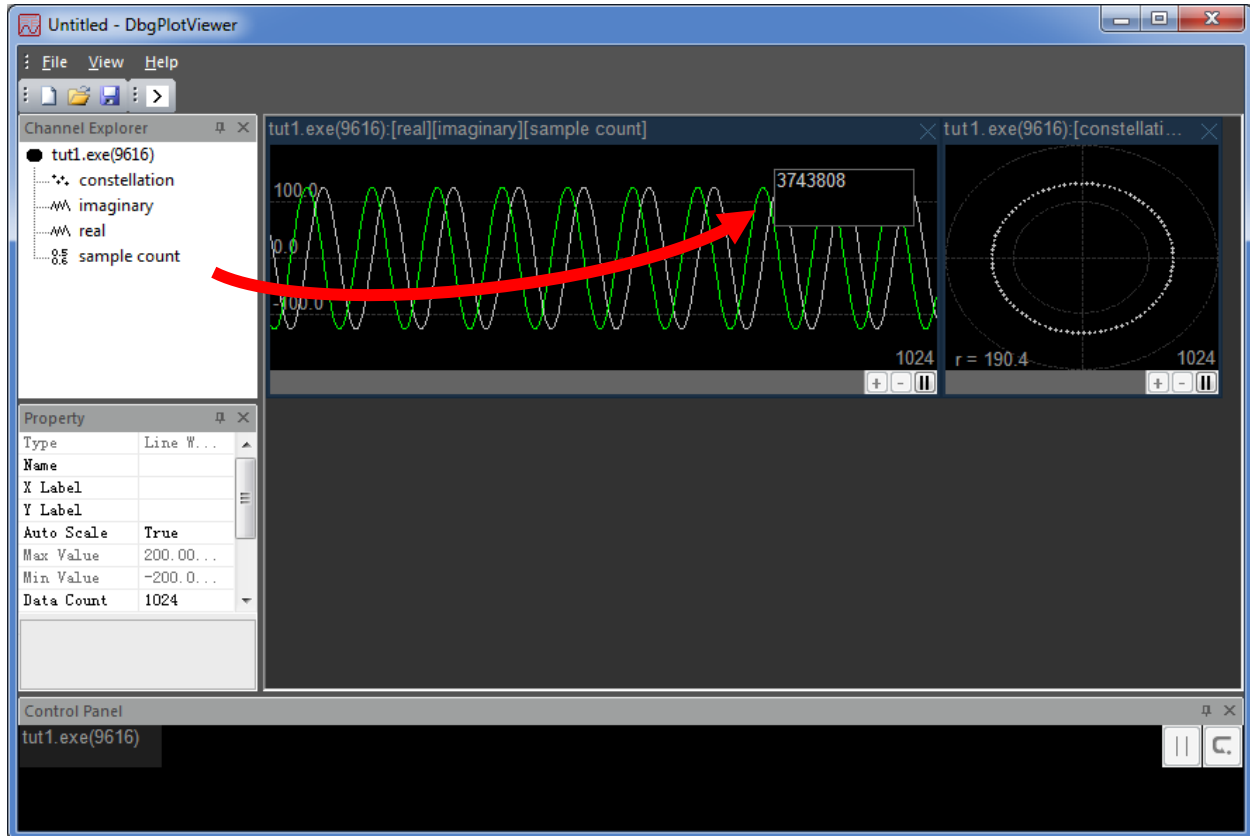 Untitled - DbgPlotViewer
File View Help
Channel Explorer
tut1.exe(9616)
constellation
imaginary
real
sample count
tut1.exe(9616):[real][imaginary][sample count]
100.0
0.0
-100.0
3743808
1024
tut1.exe(9616):[constellati...
r = 190.4
1024
Property
Type Line W...
Name
X Label
Y Label
Auto Scale True
Max Value 200.00...
Min Value -200.0...
Data Count 1024
Control Panel
tut1.exe(9616)